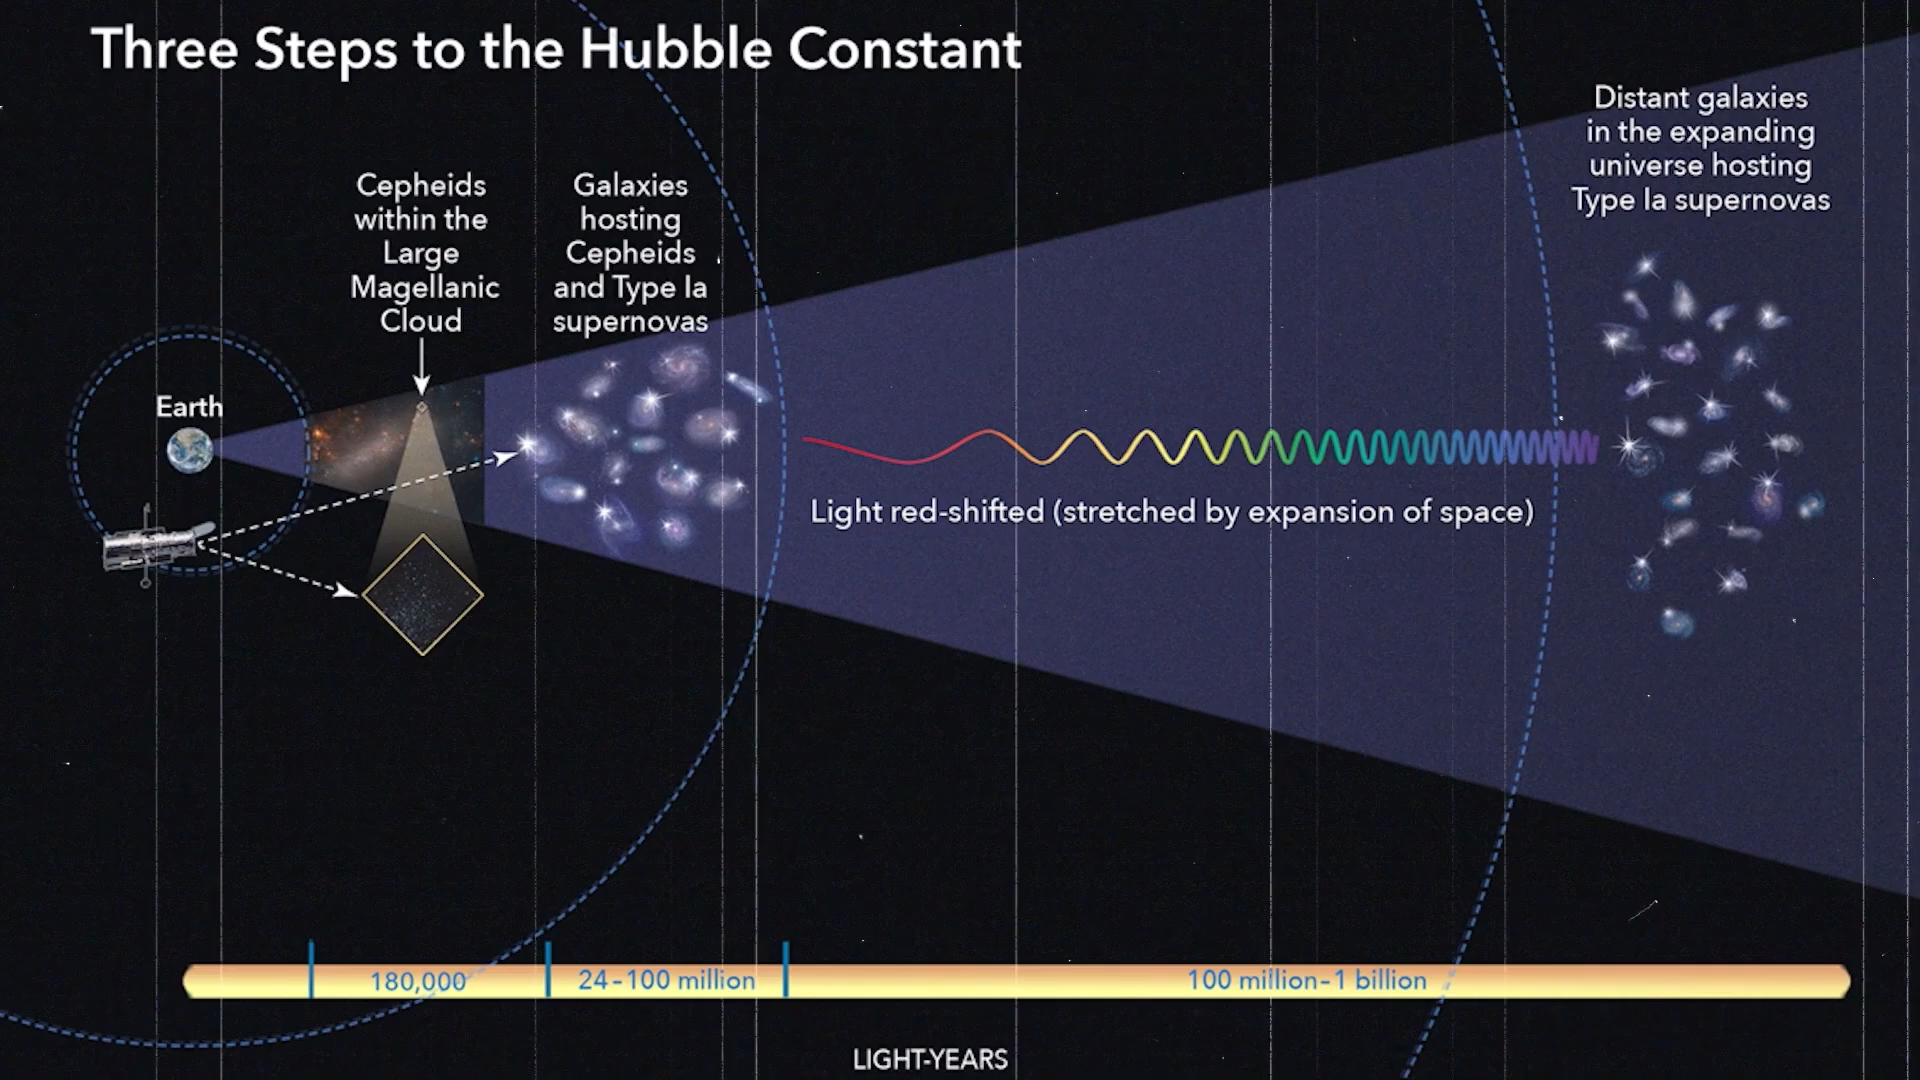 Three Steps to the Hubble Constant
Distant galaxies
in the expanding
universe hosting
Type Ia supernovas
Cepheids
within the
Large
Magellanic
Cloud
Galaxies
hosting
Cepheids
and Type Ia
supernovas
Earth
Light red-shifted (stretched by expansion of space)
180,000
24-100 million
100 million-1 billion
LIGHT-YEARS